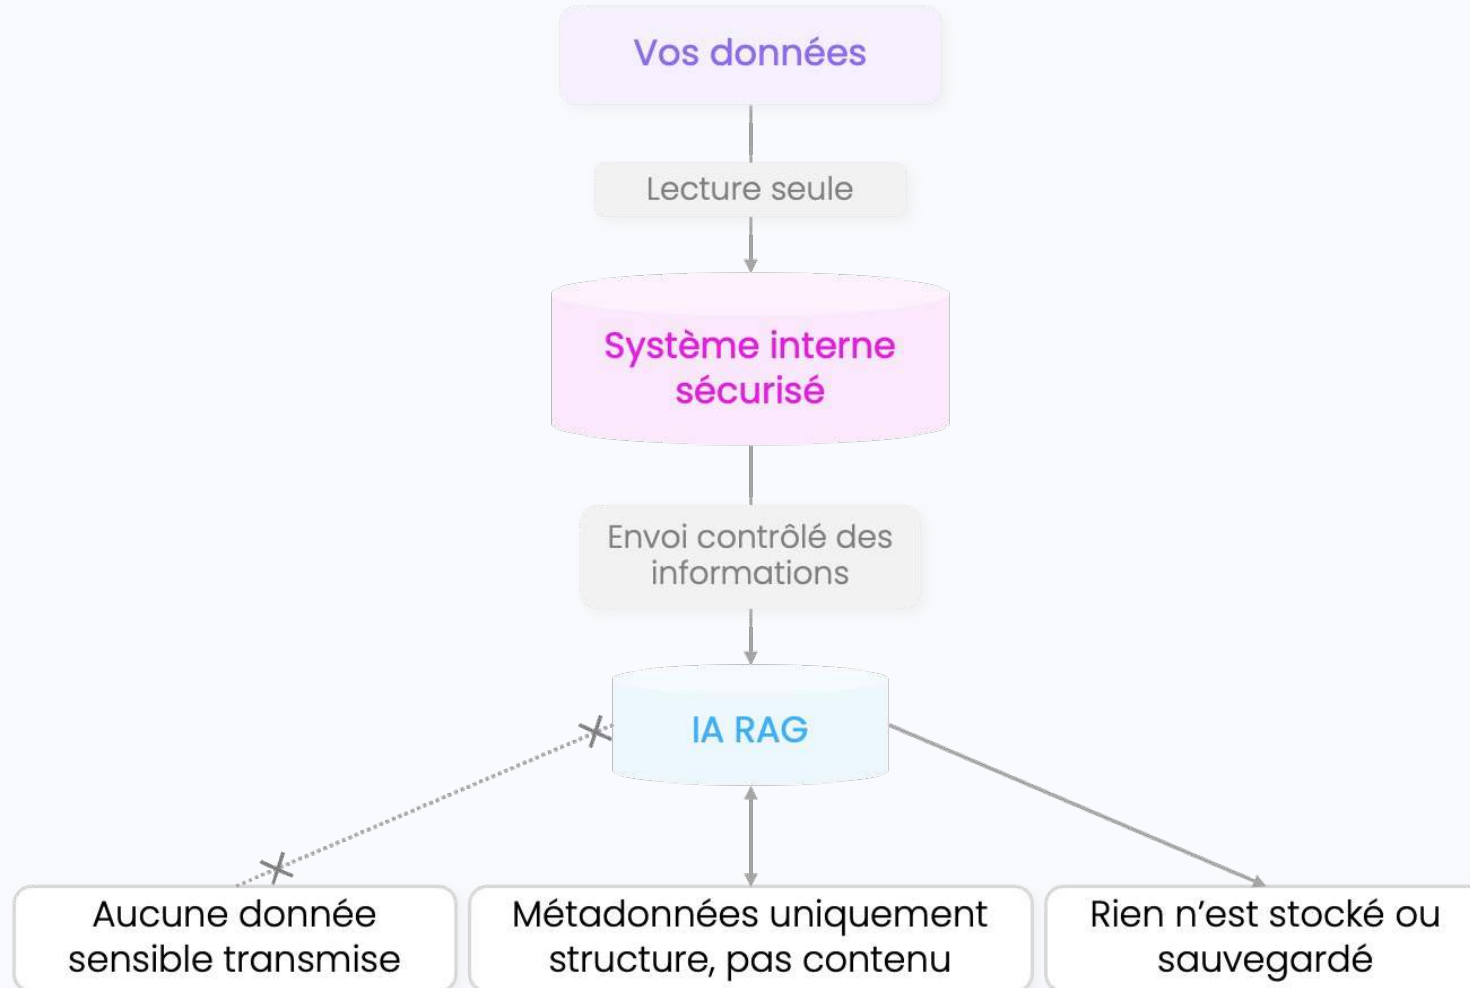 Vos données
Lecture seule
Système interne
sécurisé
Envoi contrôlé des
informations
IA RAG
Aucune donnée
sensible transmise
Métadonnées uniquement
structure, pas contenu
Rien n’est stocké ou
sauvegardé